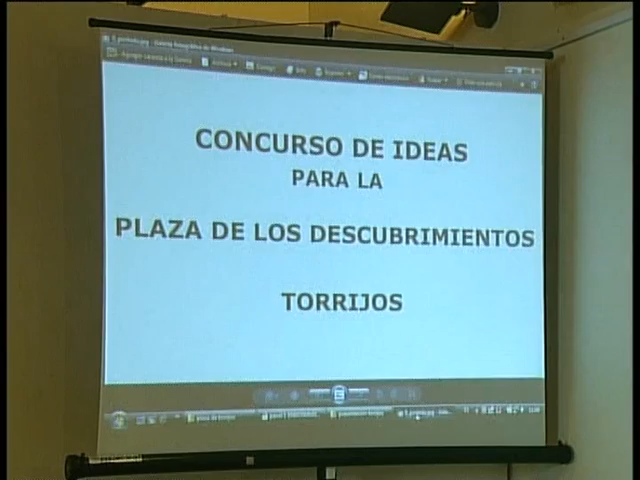 CONCURSO DE IDEAS
PARA LA
PLAZA DE LOS DESCUBRIMIENTOS
TORRIJOS